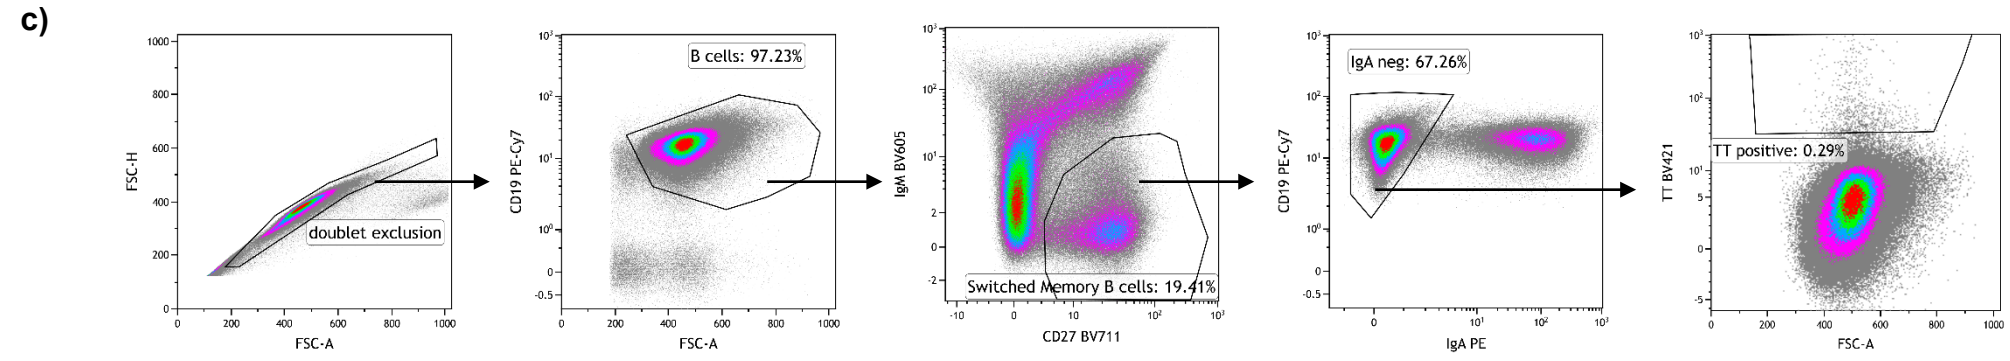 c)
1000
800
600
400
200
0
FSC-H
doublet exclusion
0 200 400 600 800 1000
FSC-A
10³
10²
10¹
10⁰
0
-0.5
CD19 PE-Cy7
B cells: 97.23%
0 200 400 600 800 1000
FSC-A
10³
10²
10¹
2
0
-2
IgM BV605
Switched Memory B cells: 19.41%
-10 0 10 10² 10³
CD27 BV711
10³
10²
10¹
10⁰
0
-0.5
CD19 PE-Cy7
IgA neg: 67.26%
0 10¹ 10² 10³
IgA PE
10³
10²
10¹
5
0
-5
TT BV421
TT positive: 0.29%
0 200 400 600 800 1000
FSC-A